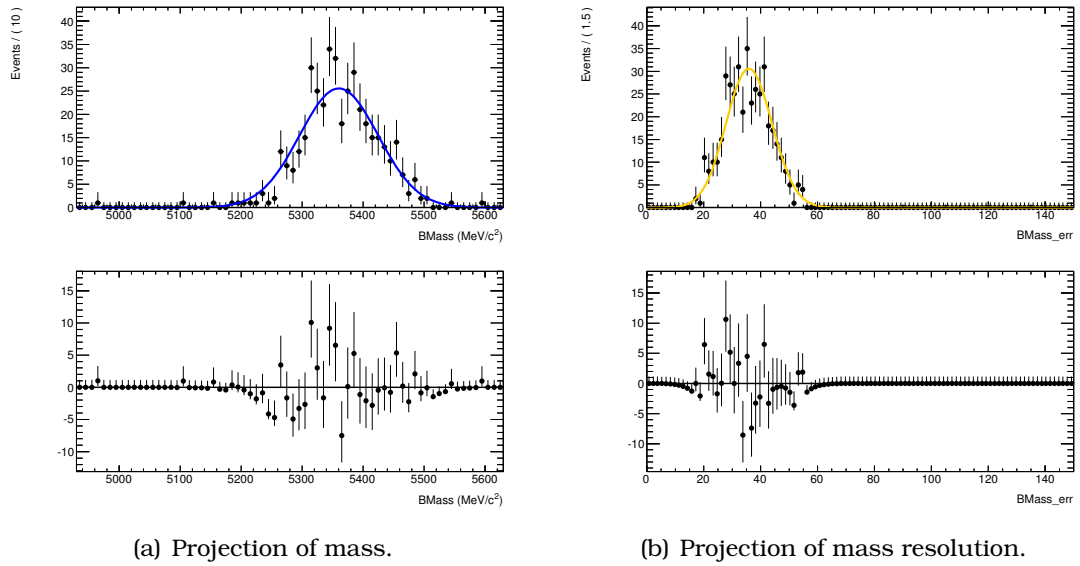 Events / ( 10 )
40
35
30
25
20
15
10
5
0
5000 5100 5200 5300 5400 5500 5600
BMass (MeV/c²)
15
10
5
0
-5
-10
5000 5100 5200 5300 5400 5500 5600
BMass (MeV/c²)
(a) Projection of mass.
Events / ( 1.5 )
40
35
30
25
20
15
10
5
0
0 20 40 60 80 100 120 140
BMass_err
15
10
5
0
-5
-10
0 20 40 60 80 100 120 140
BMass_err
(b) Projection of mass resolution.